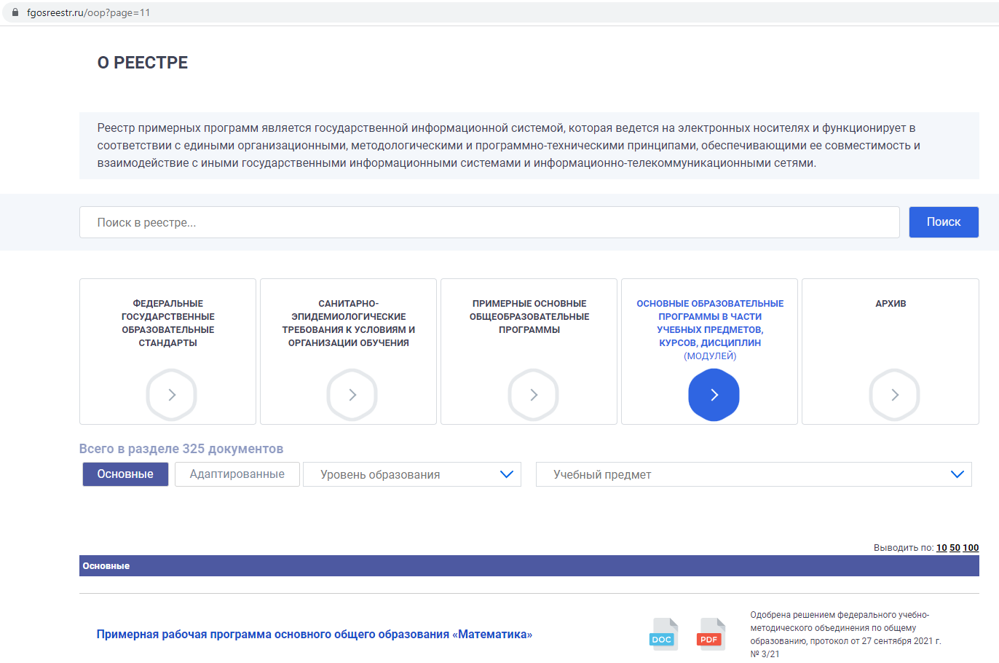 fgosreestr.ru/oop?page=11
О РЕЕСТРЕ
Реестр примерных программ является государственной информационной системой, которая ведется на электронных носителях и функционирует в
соответствии с едиными организационными, методологическими и программно-техническими принципами, обеспечивающими ее совместимость и
взаимодействие с иными государственными информационными системами и информационно-телекоммуникационными сетями.
Поиск в реестре...
Поиск
ФЕДЕРАЛЬНЫЕ
ГОСУДАРСТВЕННЫЕ
ОБРАЗОВАТЕЛЬНЫЕ
СТАНДАРТЫ
САНИТАРНО-
ЭПИДЕМИОЛОГИЧЕСКИЕ
ТРЕБОВАНИЯ К УСЛОВИЯМ И
ОРГАНИЗАЦИИ ОБУЧЕНИЯ
ПРИМЕРНЫЕ ОСНОВНЫЕ
ОБЩЕОБРАЗОВАТЕЛЬНЫЕ
ПРОГРАММЫ
ОСНОВНЫЕ ОБРАЗОВАТЕЛЬНЫЕ
ПРОГРАММЫ В ЧАСТИ
УЧЕБНЫХ ПРЕДМЕТОВ,
КУРСОВ, ДИСЦИПЛИН
(МОДУЛЕЙ)
АРХИВ
Всего в разделе 325 документов
Основные
Адаптированные
Уровень образования
Учебный предмет
Выводить по: 10 50 100
Основные
Примерная рабочая программа основного общего образования «Математика»
DOC
PDF
Одобрена решением федерального учебно-
методического объединения по общему
образованию, протокол от 27 сентября 2021 г.
№ 3/21